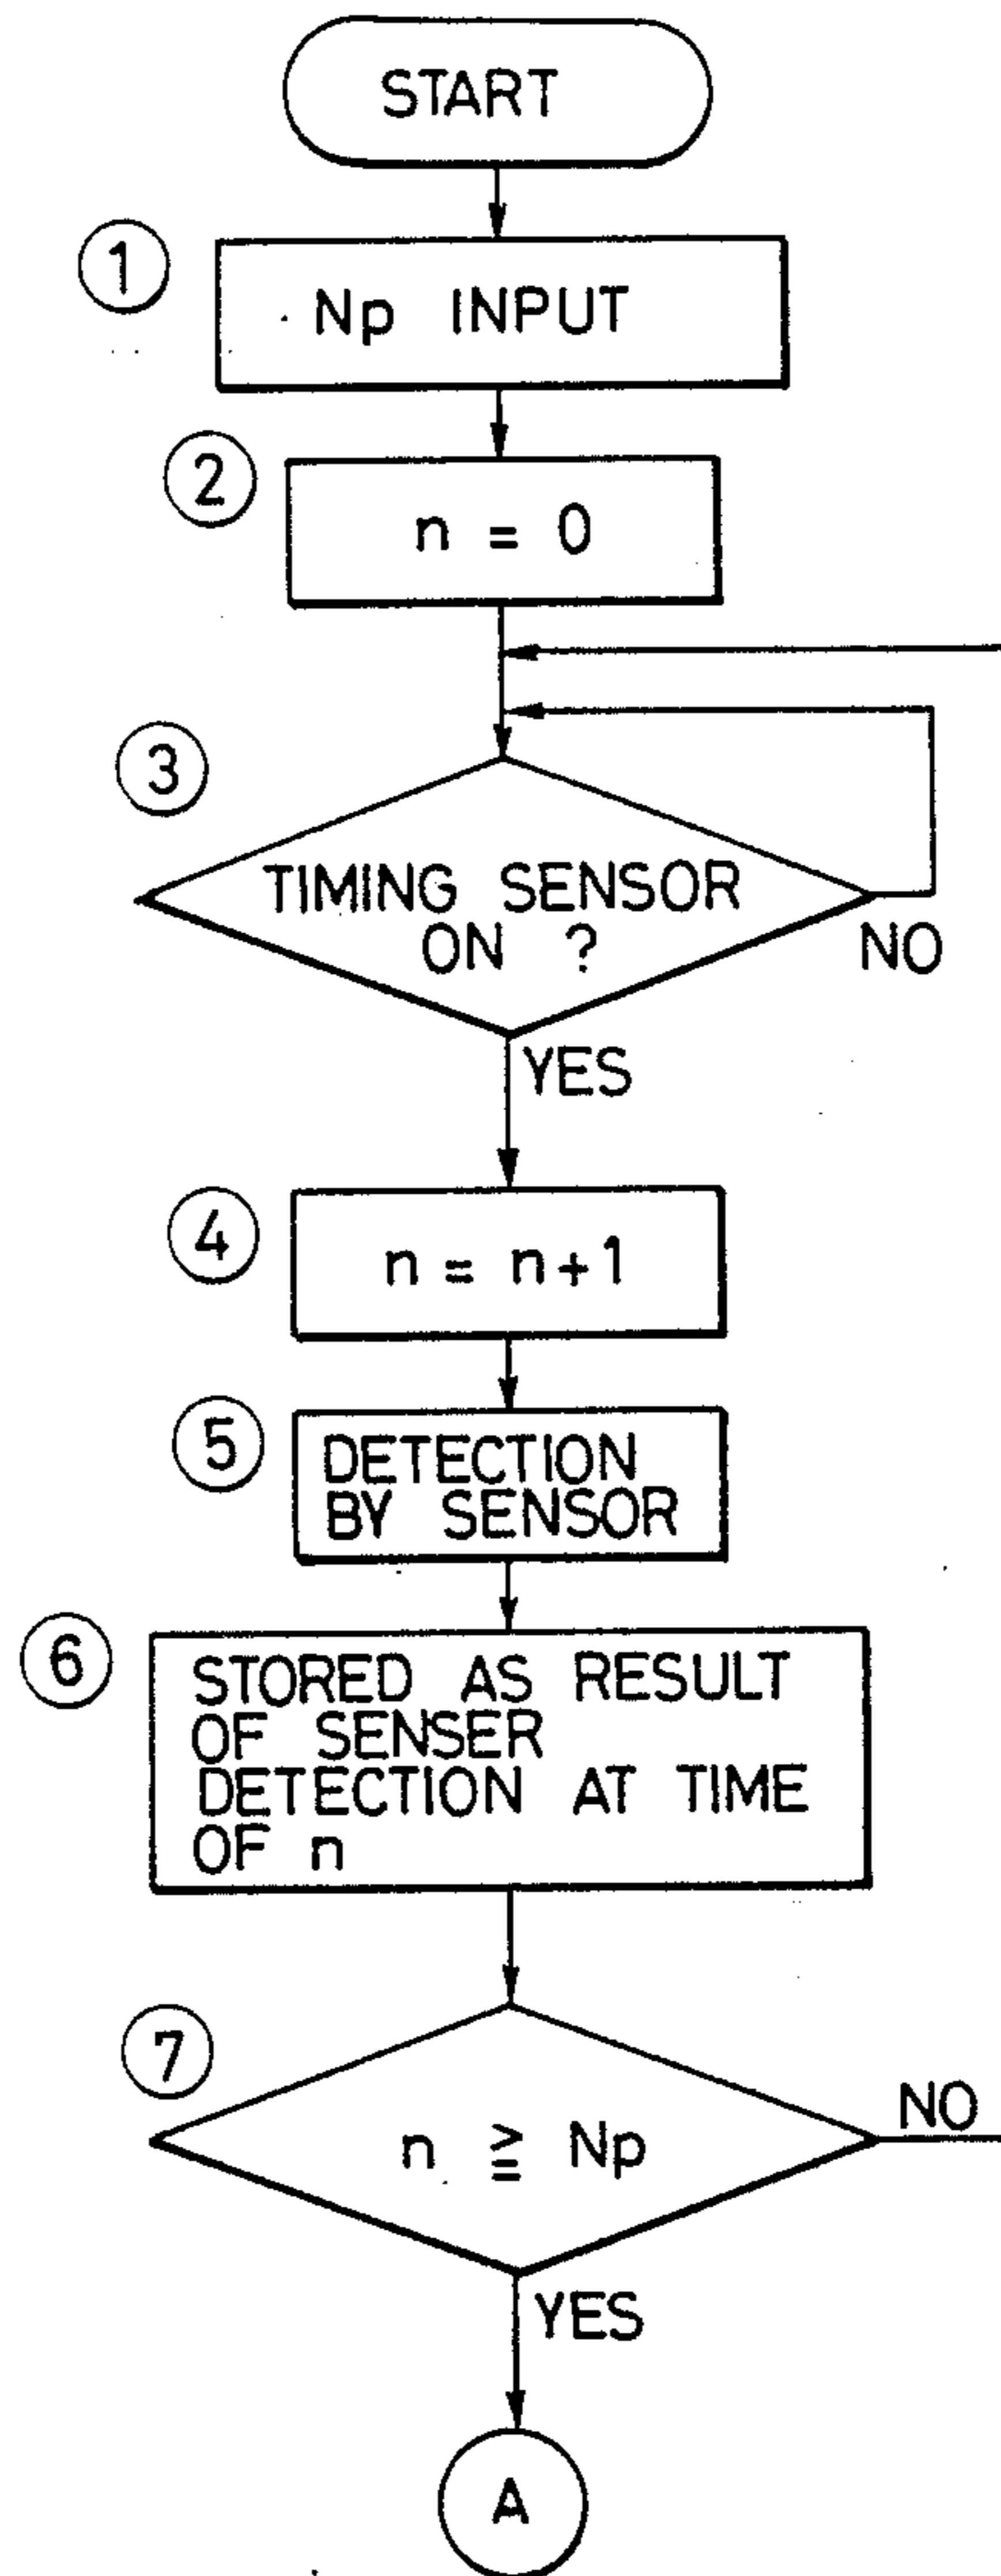 START
1
Np INPUT
2
n = 0
3
TIMING SENSOR
ON ?
NO
YES
4
n = n+1
5
DETECTION
BY SENSOR
6
STORED AS RESULT
OF SENSER
DETECTION AT TIME
OF n
7
n ≧ Np
NO
YES
A